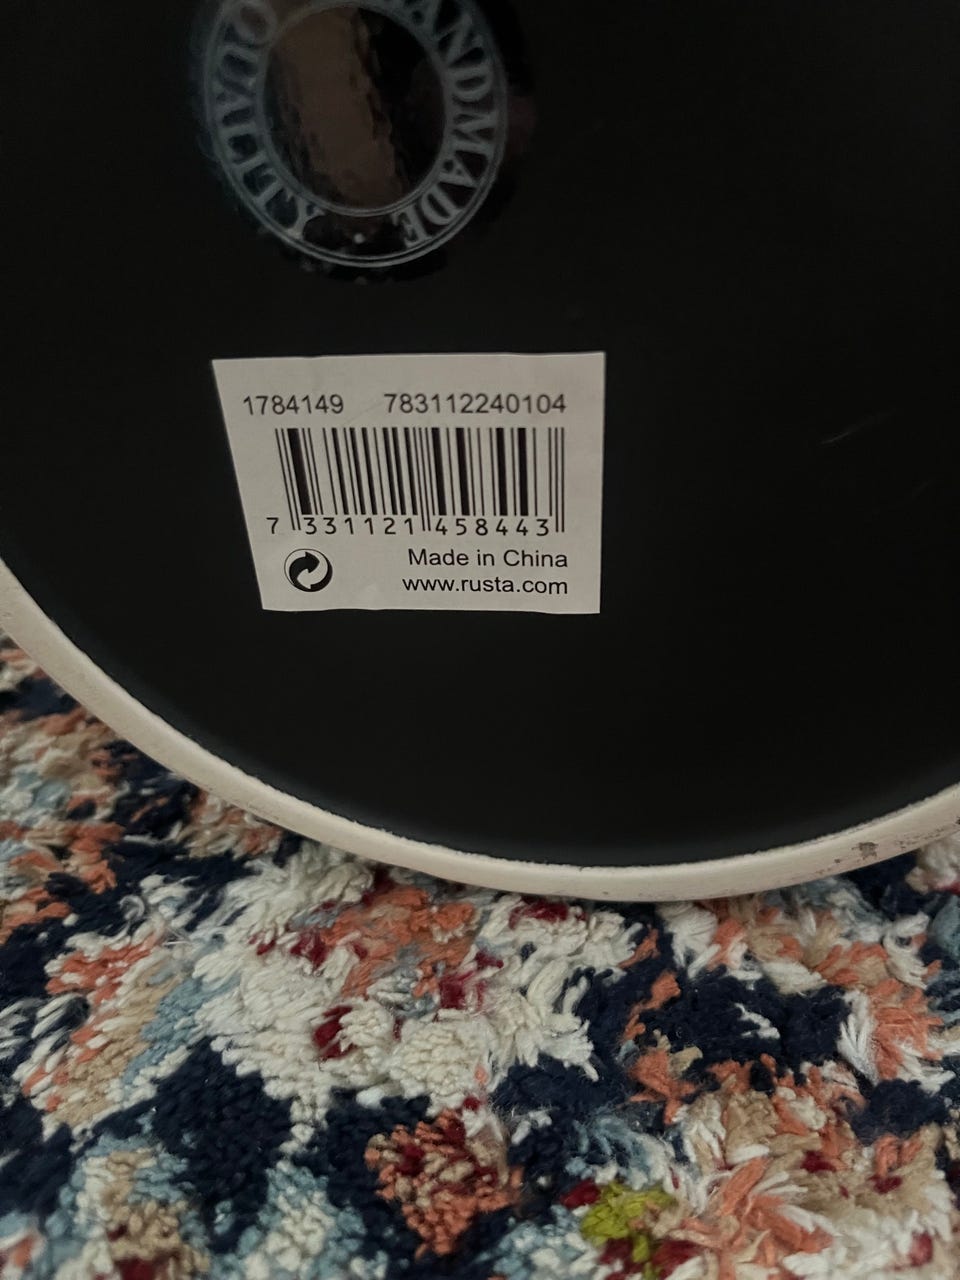 QUALITY HANDMADE
1784149 783112240104
7 331121 458443
Made in China
www.rusta.com